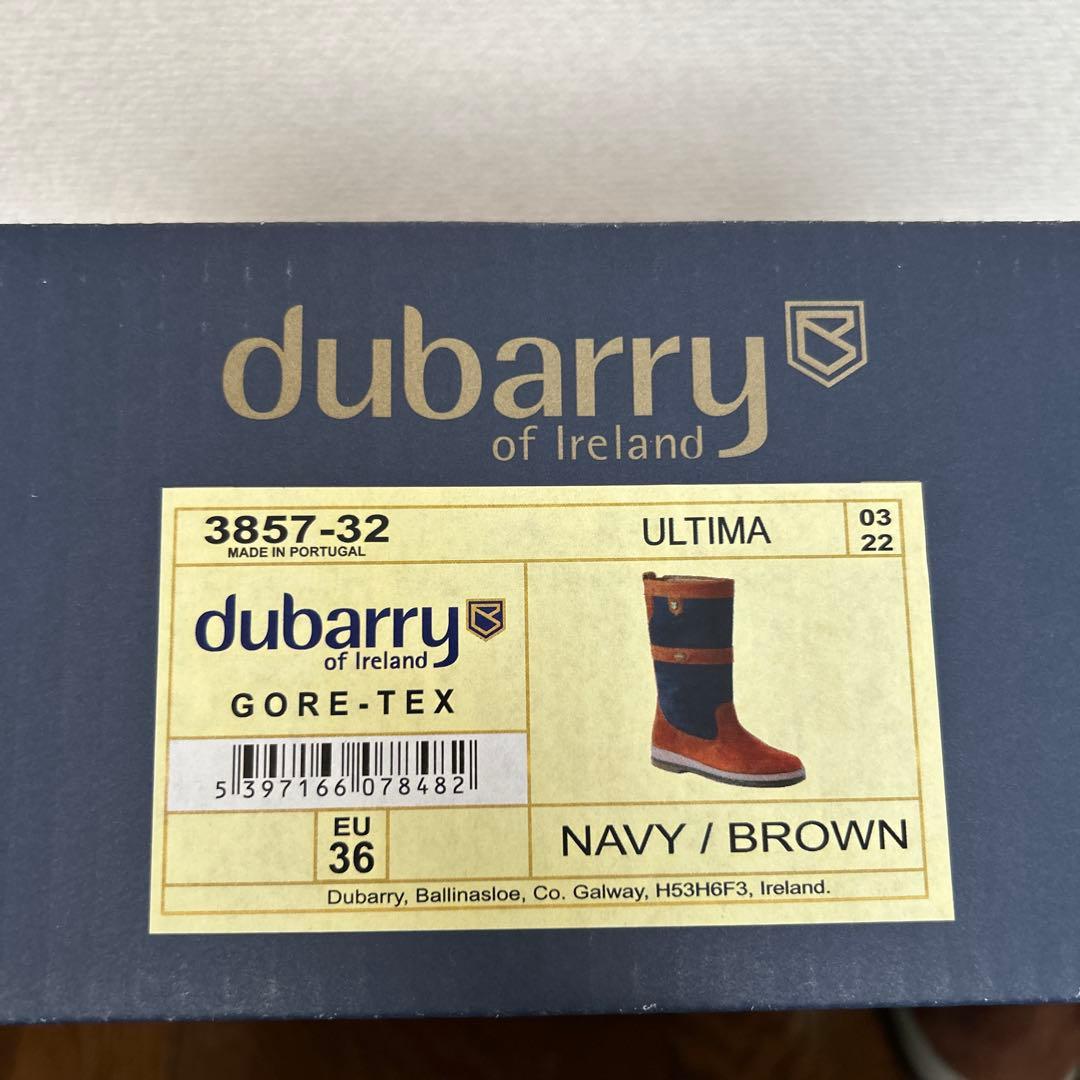 dubarry
of Ireland
3857-32
MADE IN PORTUGAL
ULTIMA
03
22
dubarry
of Ireland
GORE-TEX
5 397166 078482
EU
36
NAVY / BROWN
Dubarry, Ballinasloe, Co. Galway, H53H6F3, Ireland.